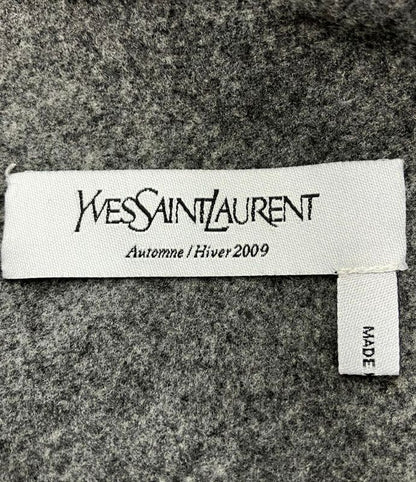 YVESSAINTLAURENT
Automne / Hiver 2009
MADE